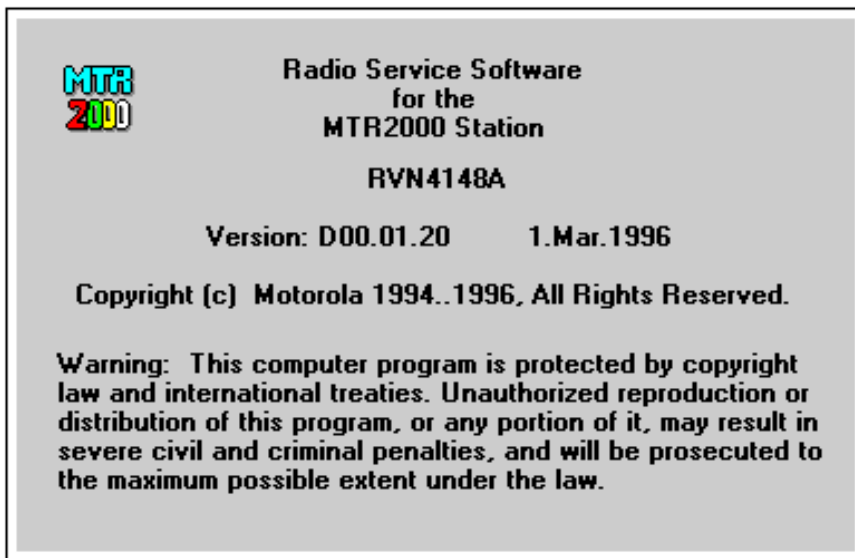 MTR
2000
Radio Service Software
for the
MTR2000 Station
RVN4148A
Version: D00.01.20 1.Mar.1996
Copyright (c) Motorola 1994..1996, All Rights Reserved.
Warning: This computer program is protected by copyright
law and international treaties. Unauthorized reproduction or
distribution of this program, or any portion of it, may result in
severe civil and criminal penalties, and will be prosecuted to
the maximum possible extent under the law.